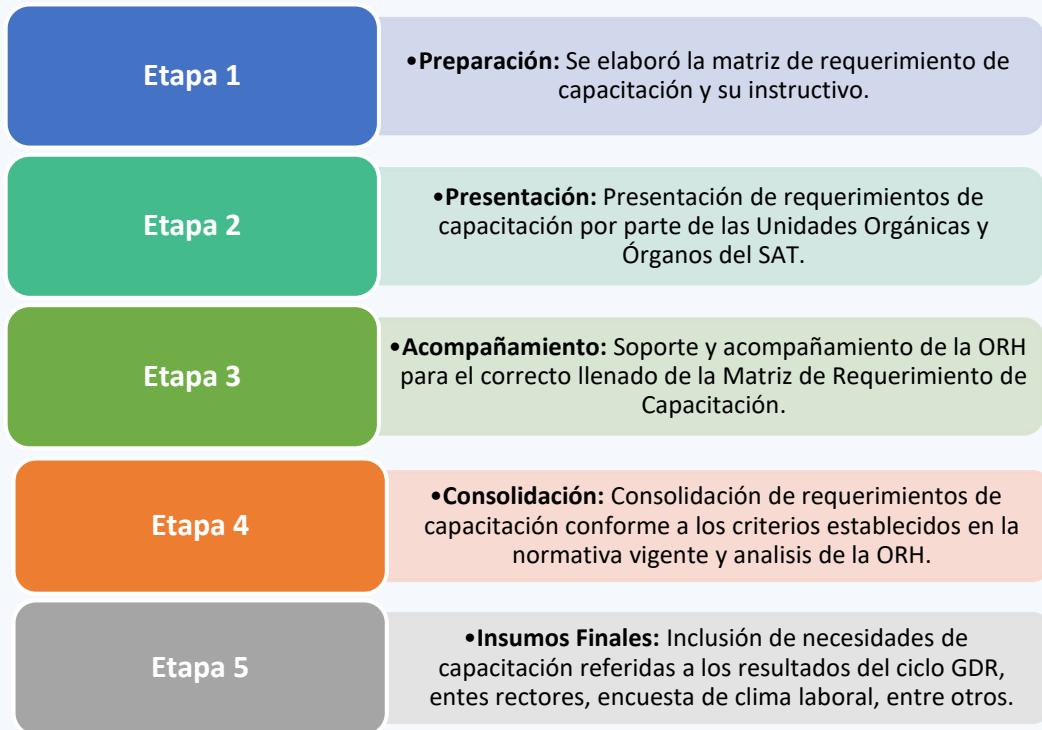 Etapa 1
•Preparación: Se elaboró la matriz de requerimiento de
capacitación y su instructivo.
Etapa 2
•Presentación: Presentación de requerimientos de
capacitación por parte de las Unidades Orgánicas y
Órganos del SAT.
Etapa 3
•Acompañamiento: Soporte y acompañamiento de la ORH
para el correcto llenado de la Matriz de Requerimiento de
Capacitación.
Etapa 4
•Consolidación: Consolidación de requerimientos de
capacitación conforme a los criterios establecidos en la
normativa vigente y analisis de la ORH.
Etapa 5
•Insumos Finales: Inclusión de necesidades de
capacitación referidas a los resultados del ciclo GDR,
entes rectores, encuesta de clima laboral, entre otros.